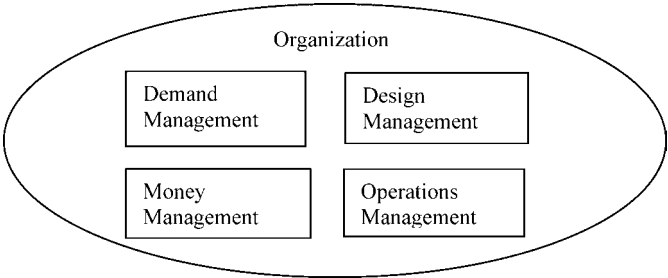 Organization
Demand
Management
Design
Management
Money
Management
Operations
Management